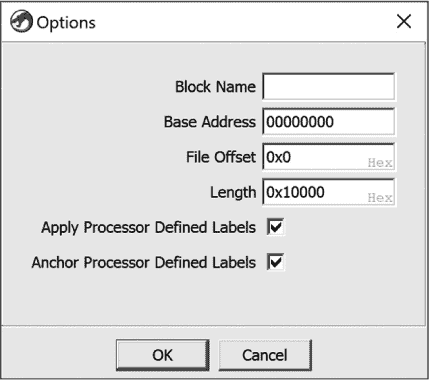 Options
Block Name
Base Address 00000000
File Offset 0x0 Hex
Length 0x10000 Hex
Apply Processor Defined Labels
Anchor Processor Defined Labels
OK Cancel